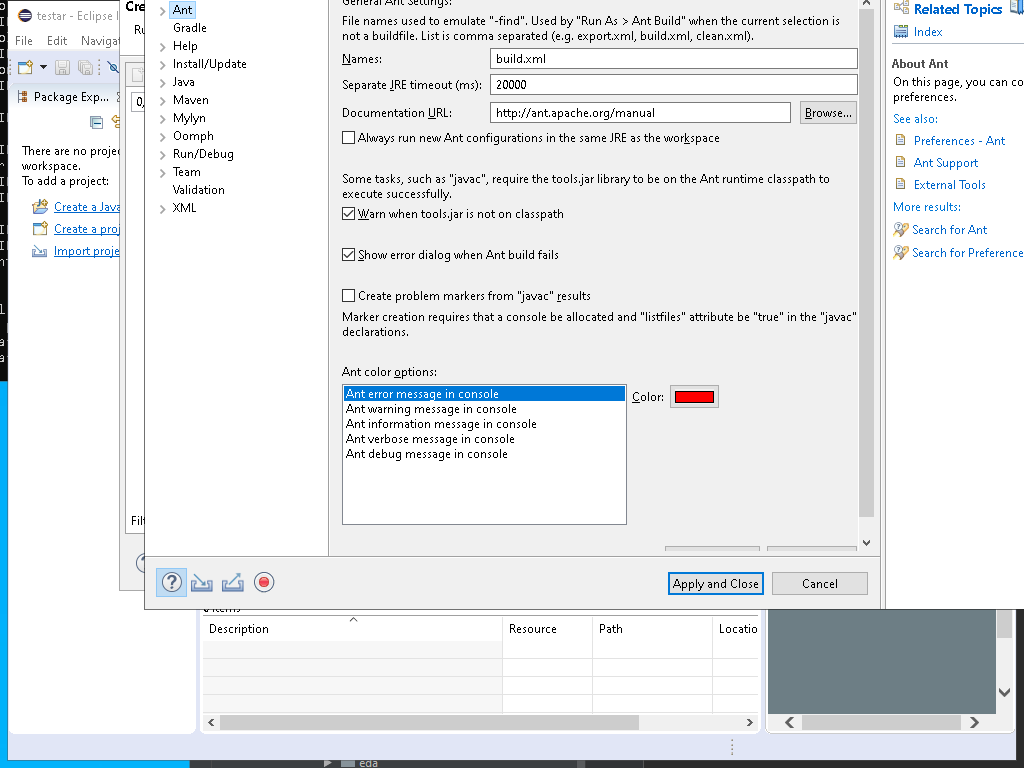 testar - Eclipse I
File Edit Navigat
Package Exp...
There are no projec
workspace.
To add a project:
Create a Java
Create a proj
Import proje
Cre
Ru
Filt
Ant
Gradle
Help
Install/Update
Java
Maven
Mylyn
Oomph
Run/Debug
Team
Validation
XML
General Ant Settings:
File names used to emulate "-find". Used by "Run As > Ant Build" when the current selection is
not a buildfile. List is comma separated (e.g. export.xml, build.xml, clean.xml).
Names: build.xml
Separate JRE timeout (ms): 20000
Documentation URL: http://ant.apache.org/manual Browse...
Always run new Ant configurations in the same JRE as the workspace
Some tasks, such as "javac", require the tools.jar library to be on the Ant runtime classpath to
execute successfully.
Warn when tools.jar is not on classpath
Show error dialog when Ant build fails
Create problem markers from "javac" results
Marker creation requires that a console be allocated and "listfiles" attribute be "true" in the "javac"
declarations.
Ant color options:
Ant error message in console
Ant warning message in console
Ant information message in console
Ant verbose message in console
Ant debug message in console
Color:
Apply and Close Cancel
Related Topics
Index
About Ant
On this page, you can co
preferences.
See also:
Preferences - Ant
Ant Support
External Tools
More results:
Search for Ant
Search for Preference
Description Resource Path Locatio
eda